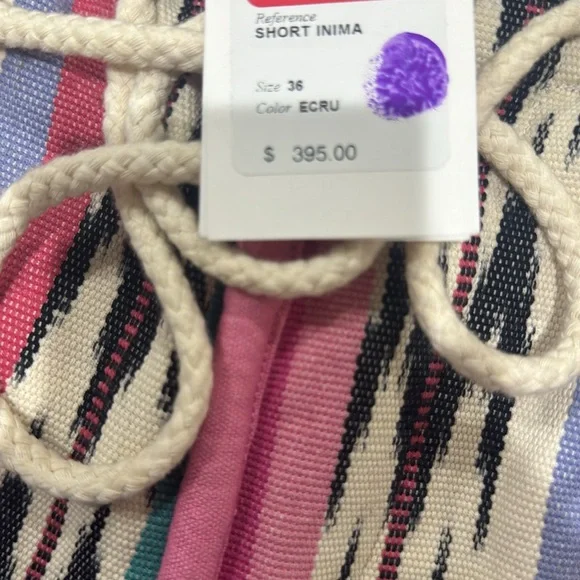 Reference
SHORT INIMA
Size 36
Color ECRU
$ 395.00